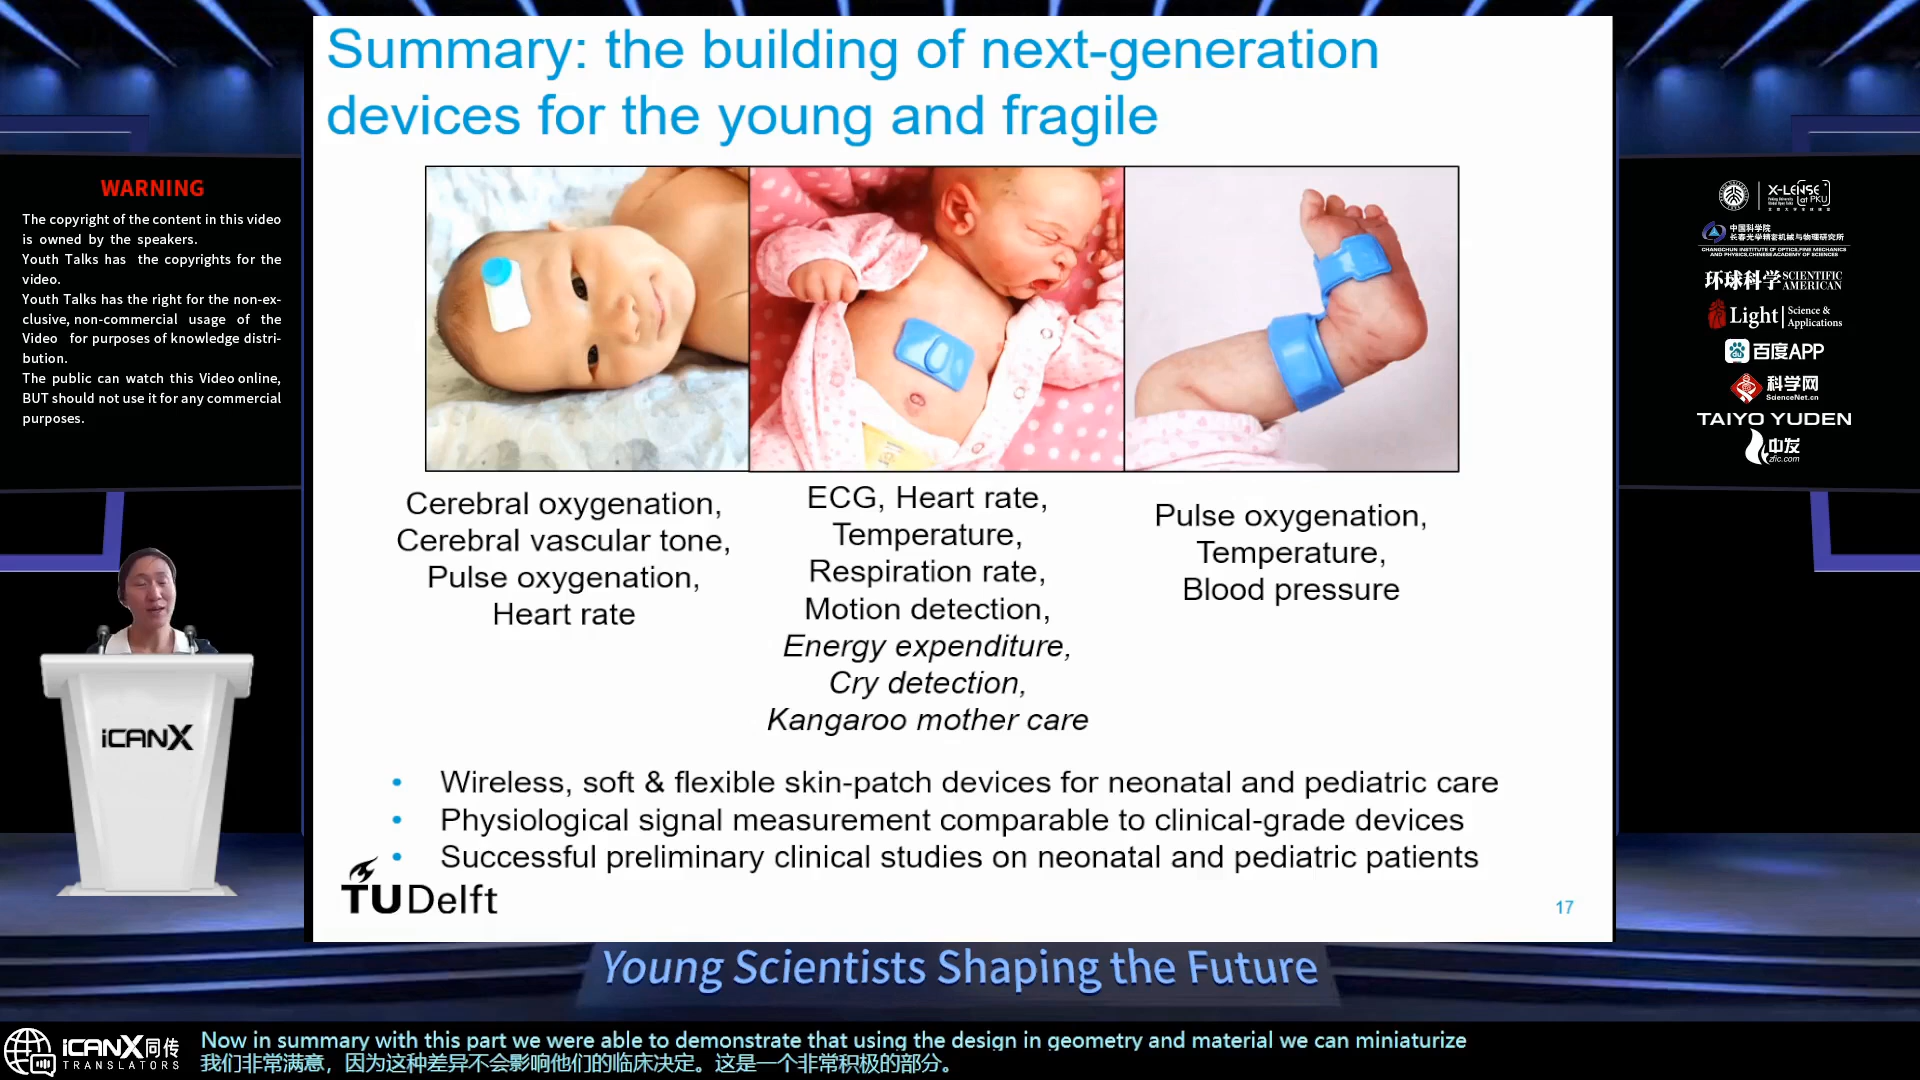 Summary: the building of next-generation
devices for the young and fragile
WARNING
The copyright of the content in this video
is owned by the speakers.
Youth Talks has the copyrights for the
video.
Youth Talks has the right for the non-ex-
clusive, non-commercial usage of the
Video for purposes of knowledge distri-
bution.
The public can watch this Video online,
BUT should not use it for any commercial
purposes.
Cerebral oxygenation,
Cerebral vascular tone,
Pulse oxygenation,
Heart rate
ECG, Heart rate,
Temperature,
Respiration rate,
Motion detection,
Energy expenditure,
Cry detection,
Kangaroo mother care
Pulse oxygenation,
Temperature,
Blood pressure
• Wireless, soft & flexible skin-patch devices for neonatal and pediatric care
• Physiological signal measurement comparable to clinical-grade devices
• Successful preliminary clinical studies on neonatal and pediatric patients
TU Delft
17
X-LENSE
at PKU
中国科学院
长春光学精密机械与物理研究所
CHANGCHUN INSTITUTE OF OPTICS, FINE MECHANICS
AND PHYSICS, CHINESE ACADEMY OF SCIENCES
环球科学 SCIENTIFIC AMERICAN
Light Science & Applications
百度APP
科学网
ScienceNet.cn
TAIYO YUDEN
中发
zfic.com
iCANX
Young Scientists Shaping the Future
iCANX同传
TRANSLATORS
Now in summary with this part we were able to demonstrate that using the design in geometry and material we can miniaturize
我们非常满意，因为这种差异不会影响他们的临床决定。这是一个非常积极的部分。